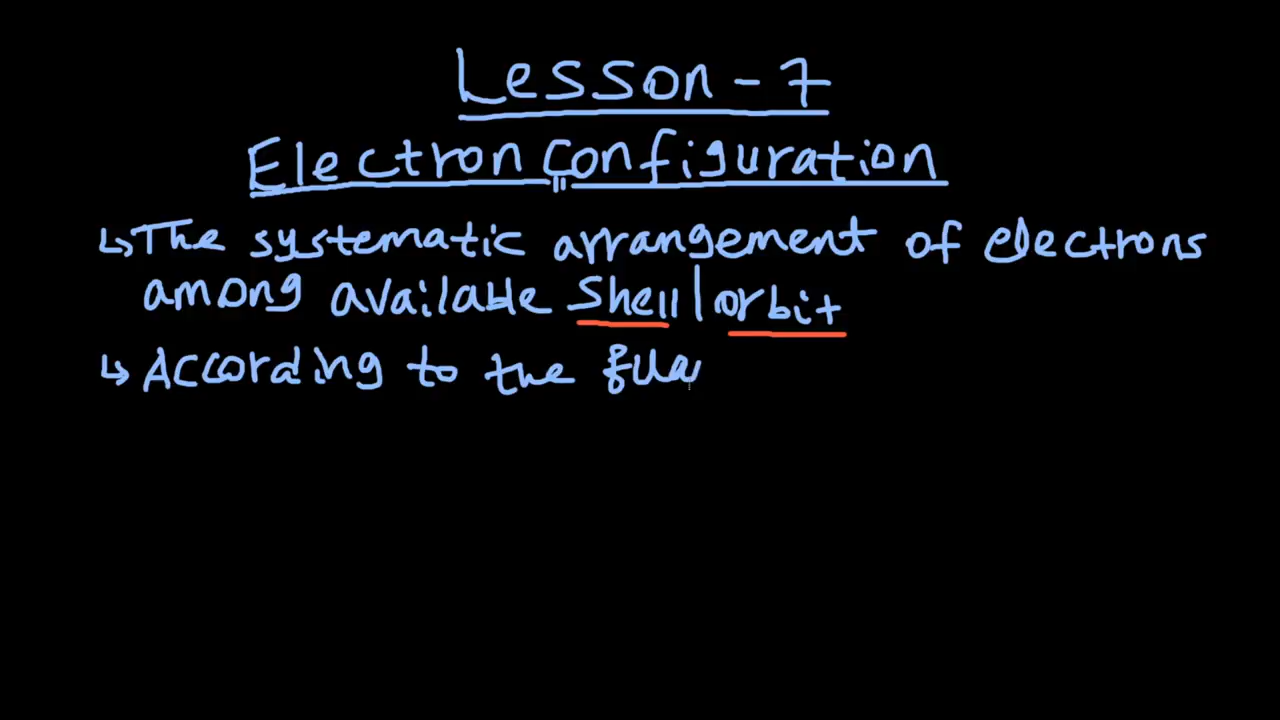 Lesson - 7
Electron Configuration
↳ The systematic arrangement of electrons
among available Shell | orbit
↳ According to the